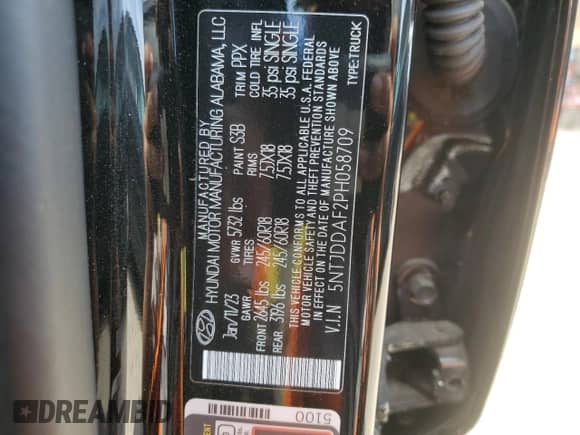 MANUFACTURED BY
HYUNDAI MOTOR MANUFACTURING ALABAMA, LLC
Jan/11/23 GVWR 5732 lbs PAINT S3B TRIM PPX
GAWR TIRES RIMS COLD TIRE INFL
FRONT 2645 lbs 245/60R18 7.5JX18 35 psi SINGLE
REAR 3196 lbs 245/60R18 7.5JX18 35 psi SINGLE
THIS VEHICLE CONFORMS TO ALL APPLICABLE U.S.A. FEDERAL
MOTOR VEHICLE SAFETY AND THEFT PREVENTION STANDARDS
IN EFFECT ON THE DATE OF MANUFACTURE SHOWN ABOVE
V.I.N 5NTJDDAF2PH058709 TYPE:TRUCK
5100
DREAMBID